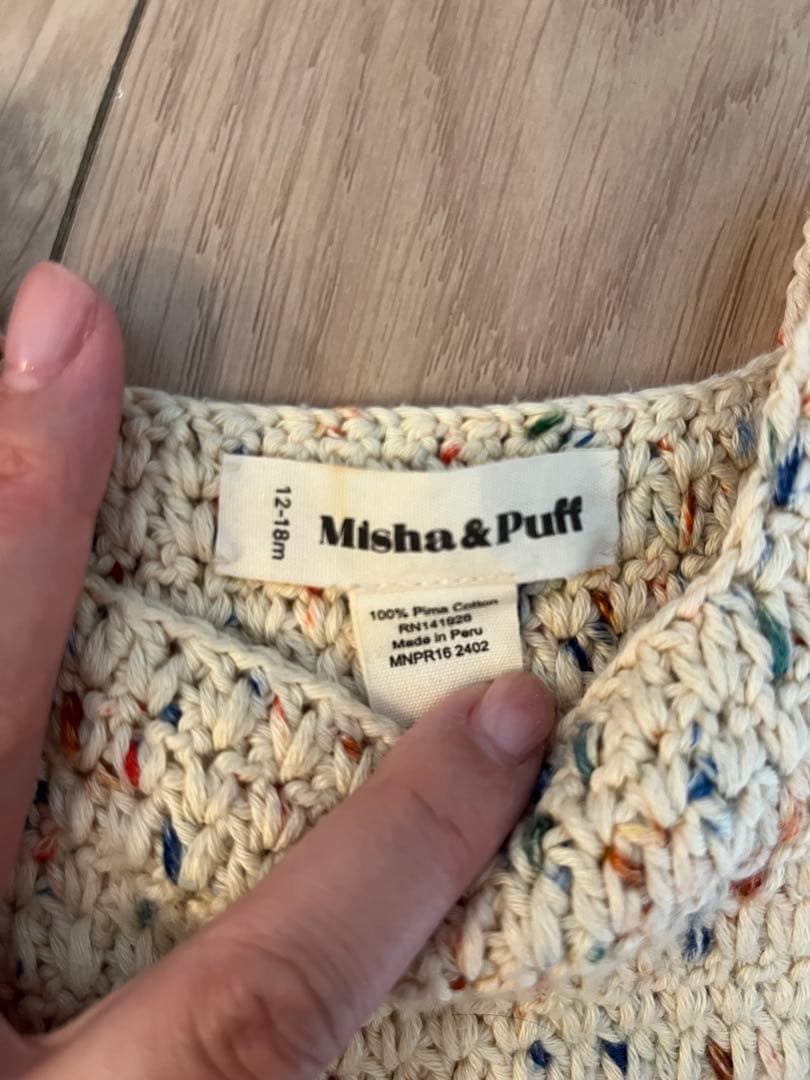 12-18m
Misha & Puff
100% Pima Cotton
RN141926
Made in Peru
MNPR16 2402